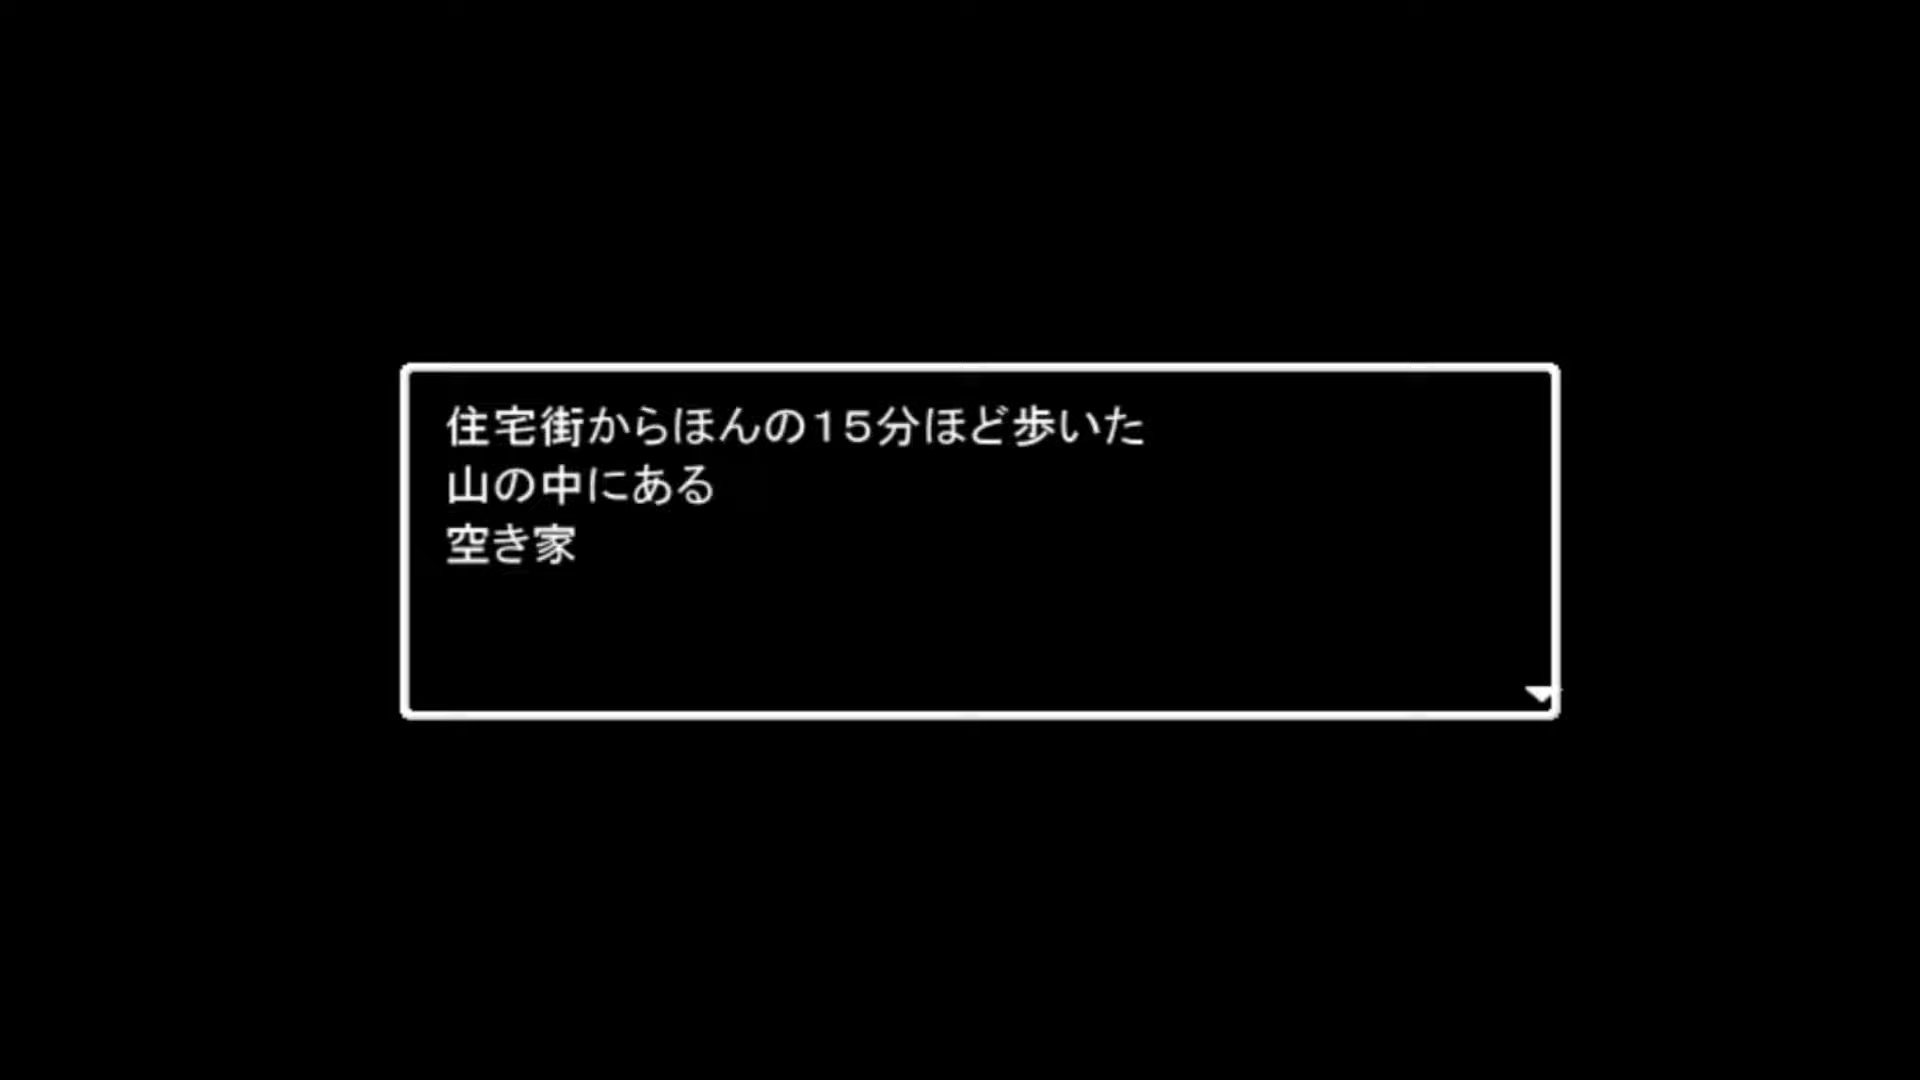 住宅街からほんの１５分ほど歩いた
山の中にある
空き家